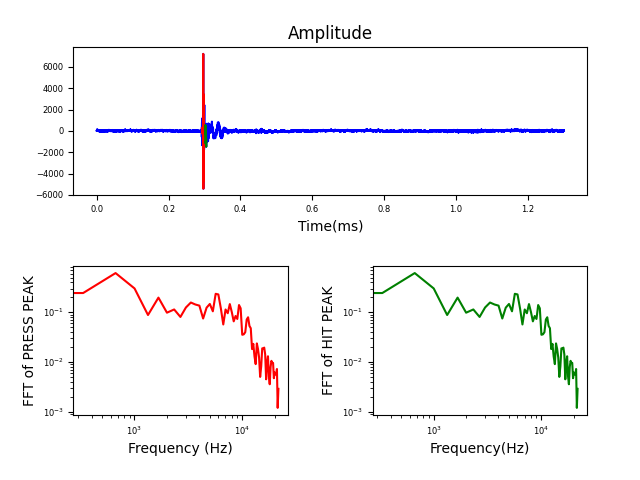 Amplitude
6000
4000
2000
0
−2000
−4000
−6000
0.0 0.2 0.4 0.6 0.8 1.0 1.2
Time(ms)
FFT of PRESS PEAK
10⁻¹
10⁻²
10⁻³
10³ 10⁴
Frequency (Hz)
FFT of HIT PEAK
10⁻¹
10⁻²
10⁻³
10³ 10⁴
Frequency(Hz)